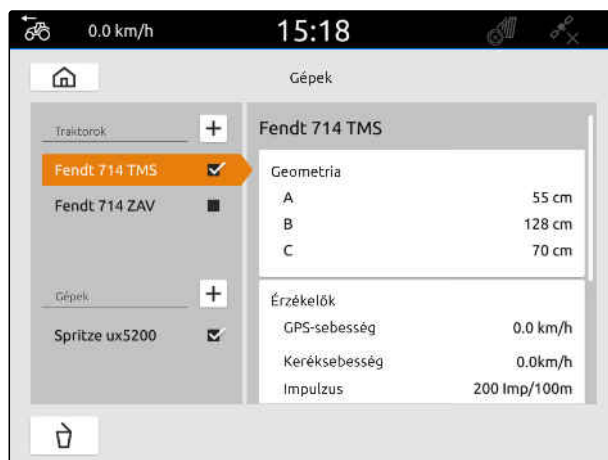 0.0 km/h 15:18
Gépek
Traktorok
Fendt 714 TMS
Fendt 714 ZAV
Gépek
Spritze ux5200
Fendt 714 TMS
Geometria
A 55 cm
B 128 cm
C 70 cm
Érzékelők
GPS-sebesség 0.0 km/h
Keréksebesség 0.0km/h
Impulzus 200 Imp/100m